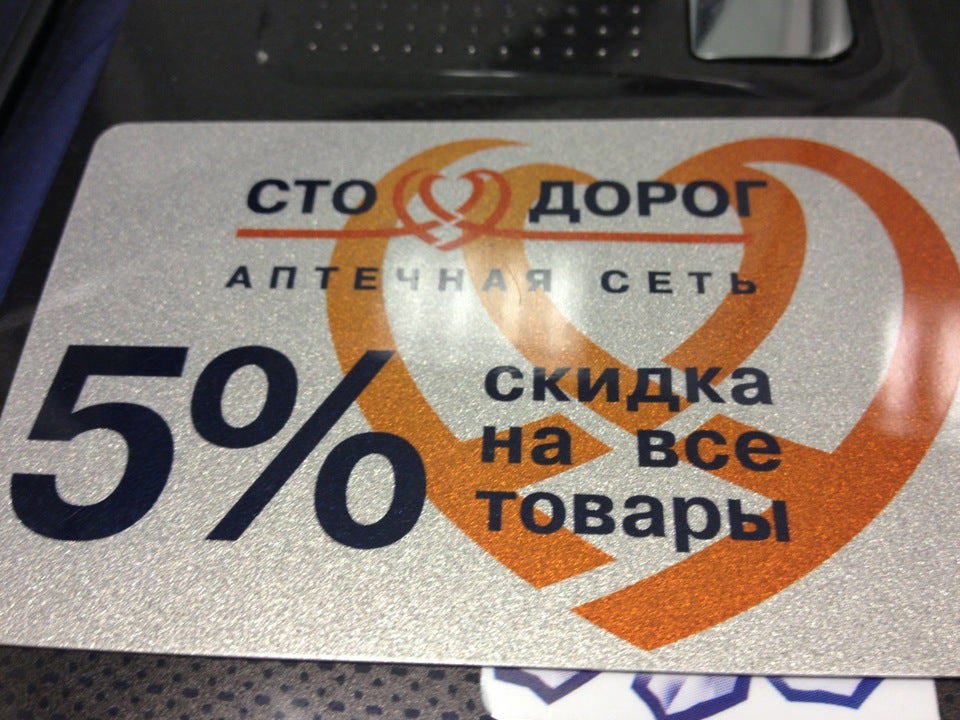 СТО ДОРОГ
АПТЕЧНАЯ СЕТЬ
5%
скидка
на все
товары